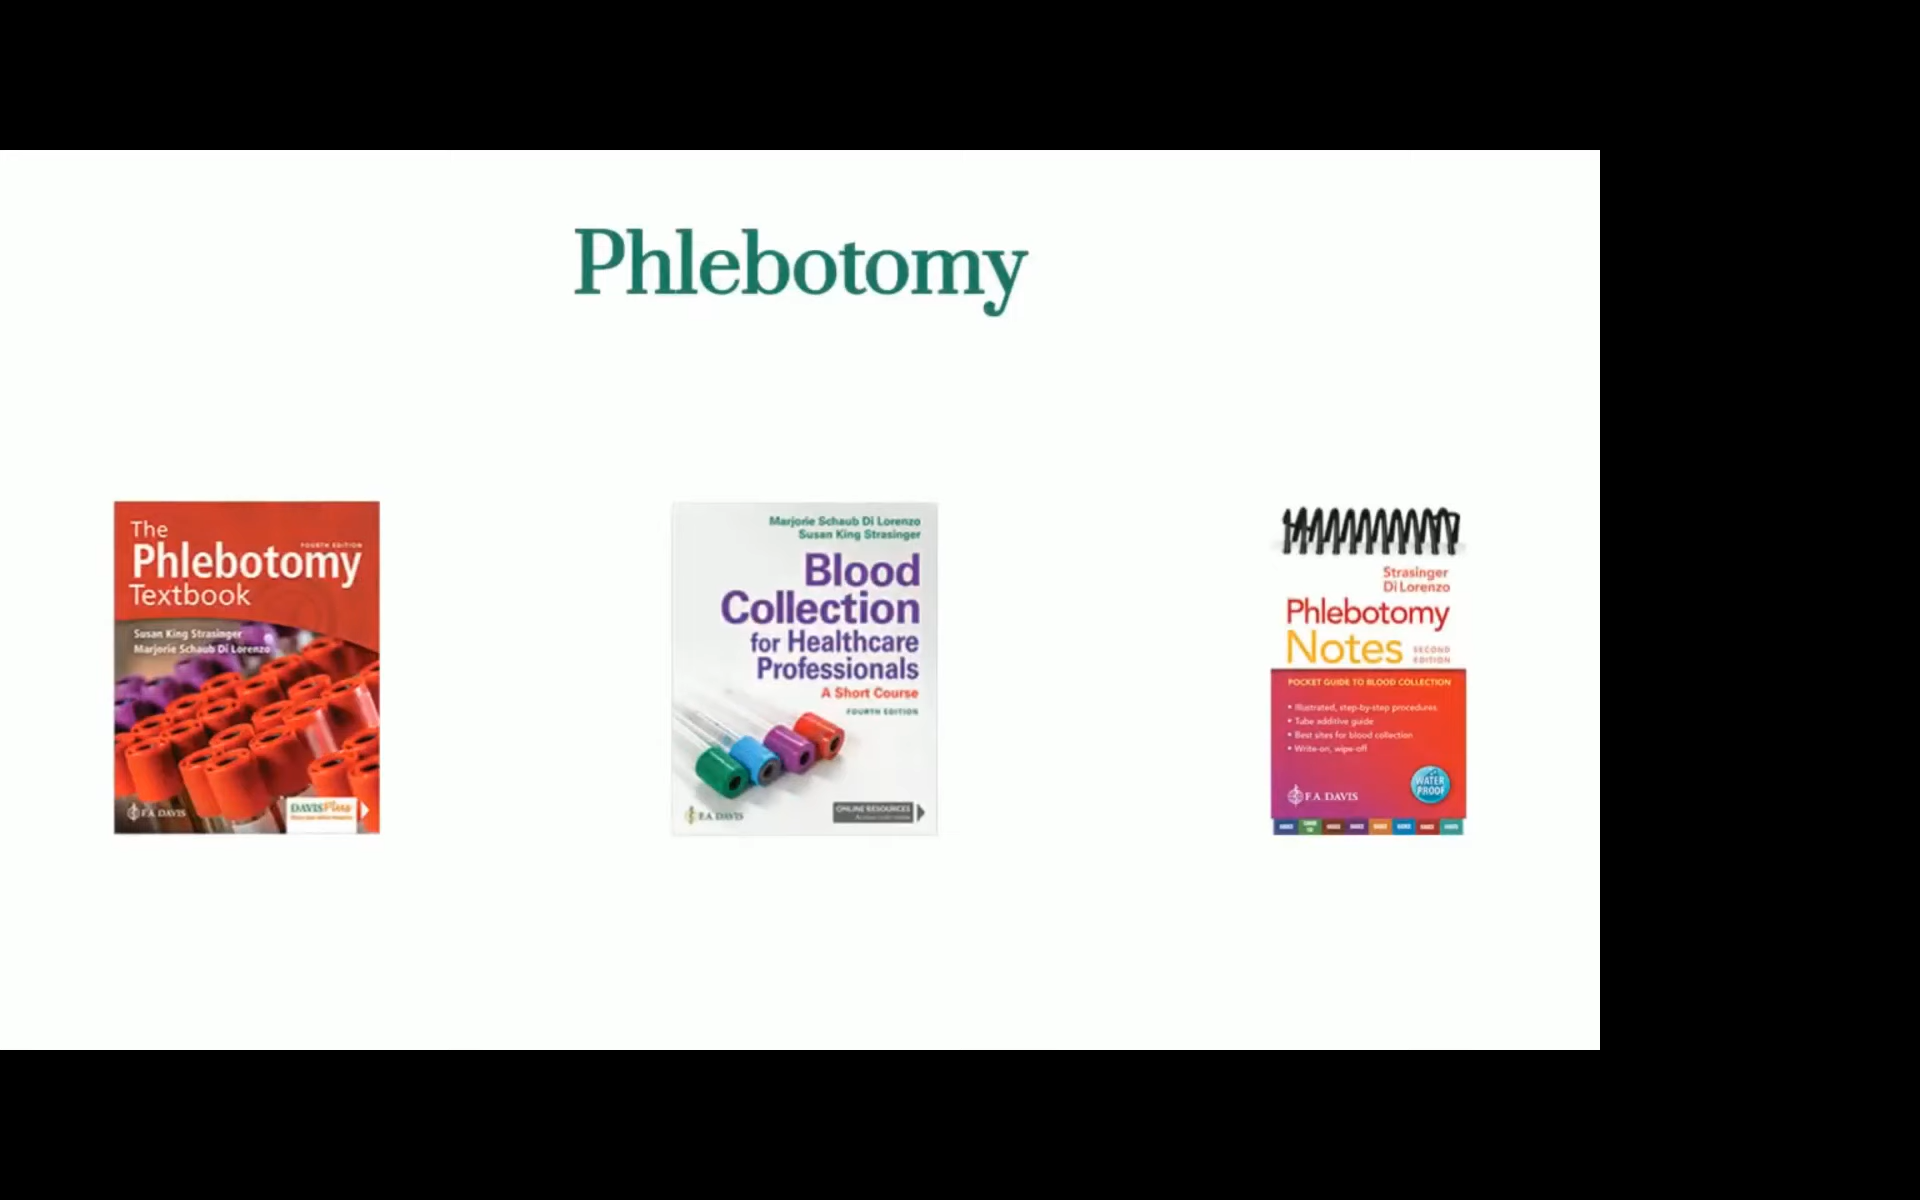 Phlebotomy
The
FOURTH EDITION
Phlebotomy
Textbook
Susan King Strasinger
Marjorie Schaub Di Lorenzo
F.A. DAVIS
DAVISPlus
Marjorie Schaub Di Lorenzo
Susan King Strasinger
Blood
Collection
for Healthcare
Professionals
A Short Course
FOURTH EDITION
F.A. DAVIS
ONLINE RESOURCES
Strasinger
Di Lorenzo
Phlebotomy
Notes SECOND
EDITION
POCKET GUIDE TO BLOOD COLLECTION
• Illustrated, step-by-step procedures
• Tube additive guide
• Best sites for blood collection
• Write-on, wipe-off
WATER
PROOF
F.A. DAVIS